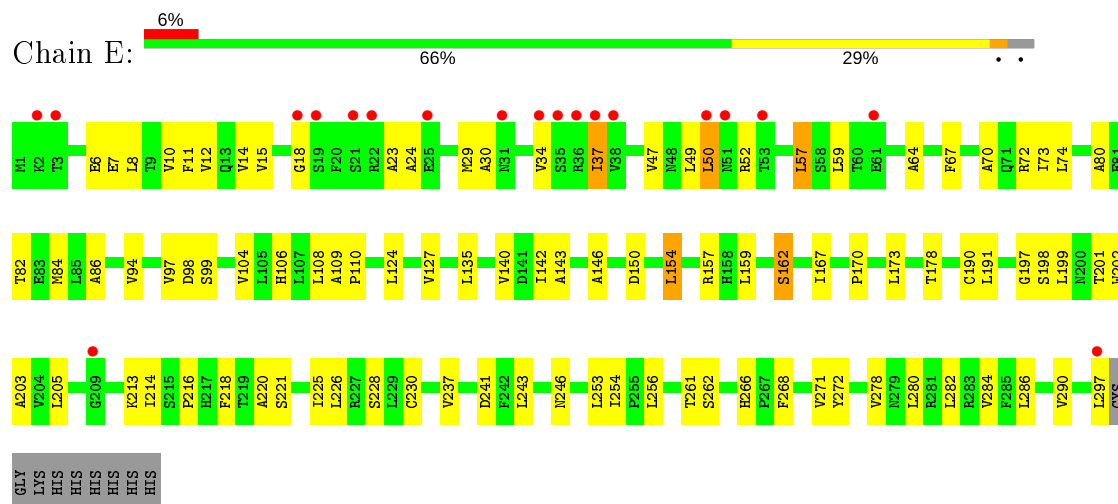 6%
Chain E:
66% 29% • •
M1 K2 T3 E6 E7 L8 T9 V10 F11 V12 Q13 V14 V15 G18 S19 F20 S21 R22 A23 A24 E25 M29 A30 N31 V34 S35 R36 I37 V38 V47 N48 L49 L50 N51 R52 T53 L57 S58 L59 T60 E61 A64 F67 A70 Q71 R72 I73 L74 A80 E81
T82 E83 M84 L85 A86 V94 V97 D98 S99 V104 L105 H106 L107 L108 A109 P110 L124 V127 L135 V140 D141 I142 A143 A146 D150 L154 R157 H158 L159 S162 I167 P170 L173 T178 C190 L191 G197 S198 L199 N200 T201 W202
A203 V204 L205 G209 K213 I214 S215 P216 H217 F218 T219 A220 S221 I225 L226 R227 S228 L229 C230 V237 D241 F242 L243 N246 L253 I254 P255 L256 T261 S262 H266 P267 F268 V271 Y272 V278 N279 L280 R281 L282 R283 V284 F285 L286 V290 L297 CYS
GLY LYS HIS HIS HIS HIS HIS HIS